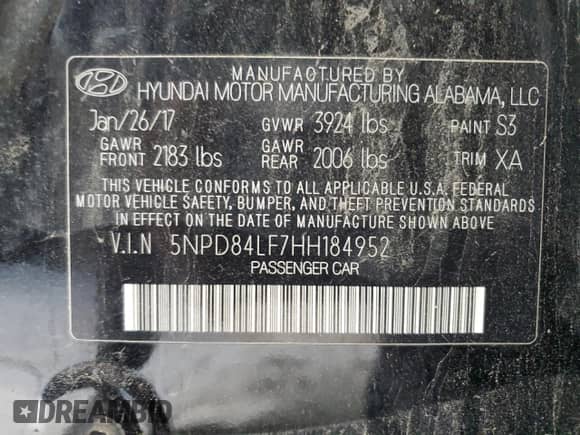 MANUFACTURED BY
HYUNDAI MOTOR MANUFACTURING ALABAMA, LLC
Jan/26/17 GVWR 3924 lbs PAINT S3
GAWR FRONT 2183 lbs GAWR REAR 2006 lbs TRIM XA
THIS VEHICLE CONFORMS TO ALL APPLICABLE U.S.A. FEDERAL
MOTOR VEHICLE SAFETY, BUMPER, AND THEFT PREVENTION STANDARDS
IN EFFECT ON THE DATE OF MANUFACTURE SHOWN ABOVE
V.I.N 5NPD84LF7HH184952
PASSENGER CAR
DREAMBID